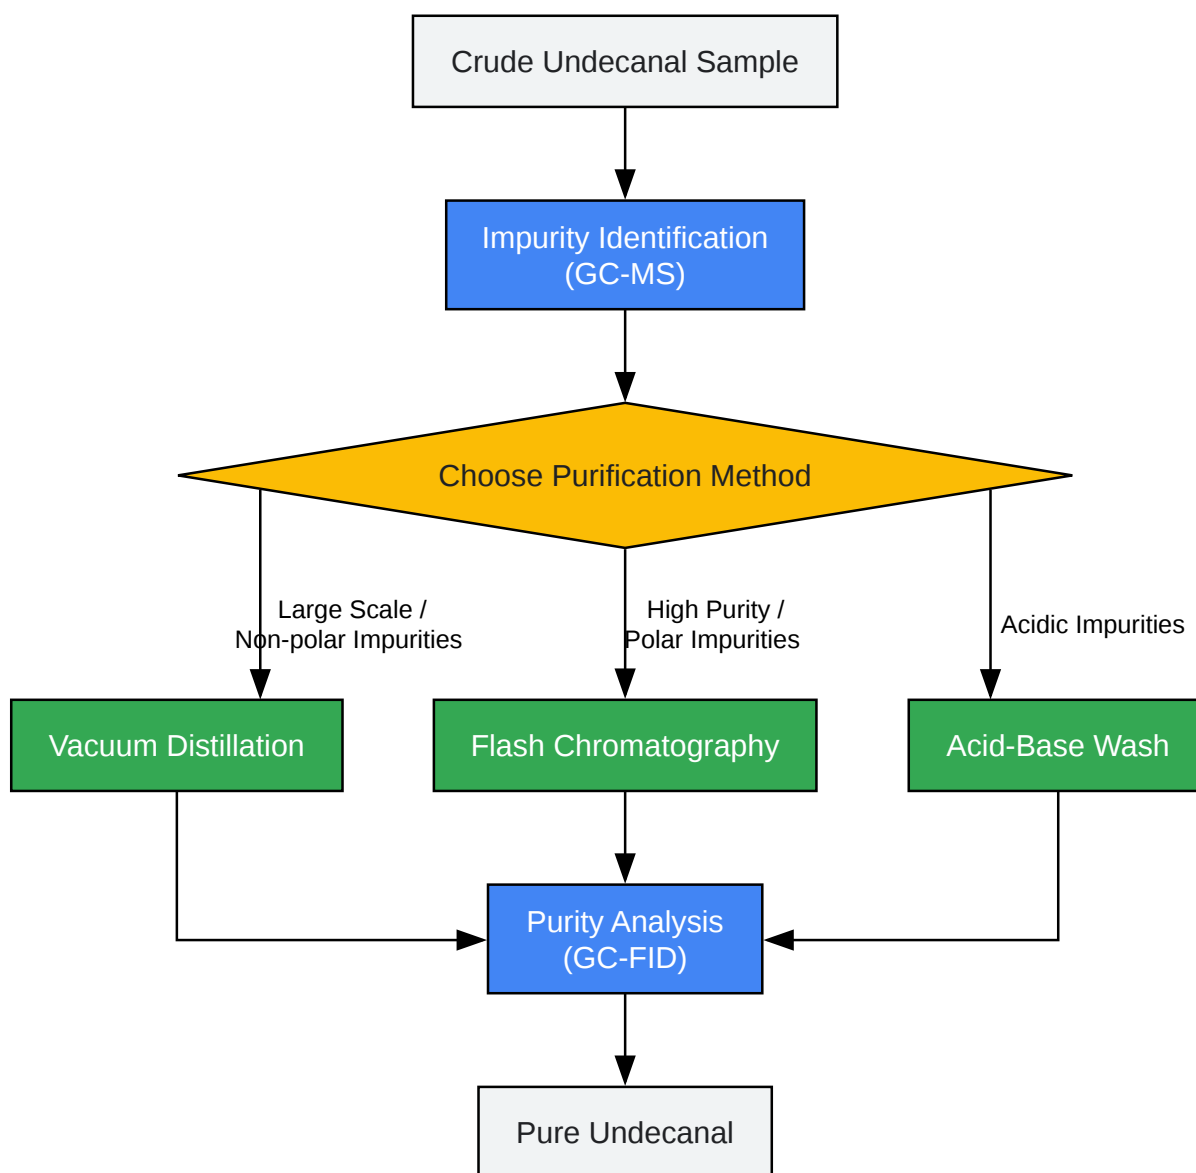 Crude Undecanal Sample
Impurity Identification
(GC-MS)
Choose Purification Method
Large Scale /
Non-polar Impurities
High Purity /
Polar Impurities
Acidic Impurities
Vacuum Distillation
Flash Chromatography
Acid-Base Wash
Purity Analysis
(GC-FID)
Pure Undecanal